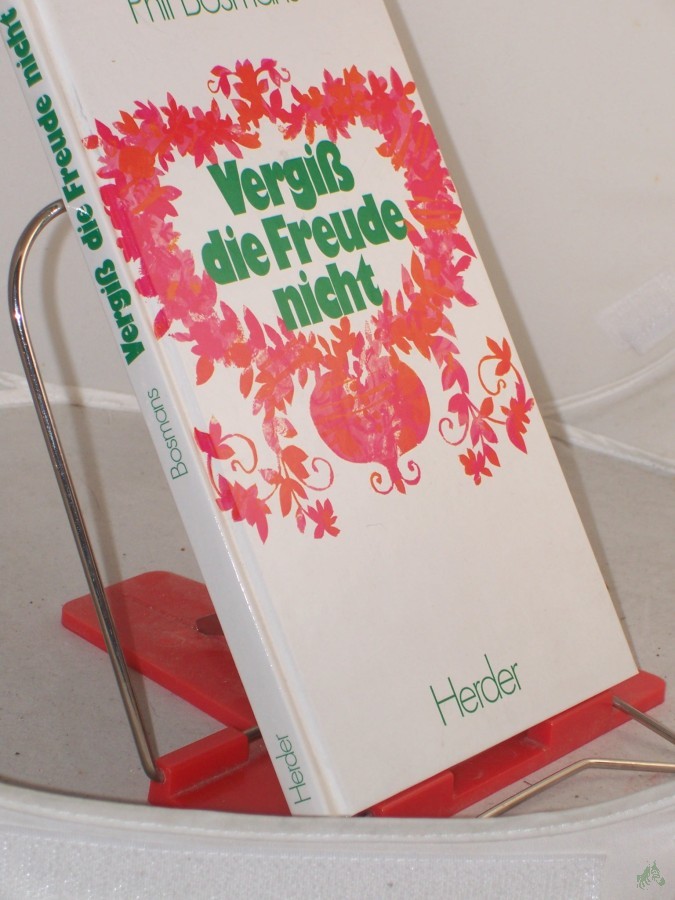 Phil Bosmans
Vergiß
die Freude
nicht
Herder
Vergiß die Freude nicht
Bosmans
Herder